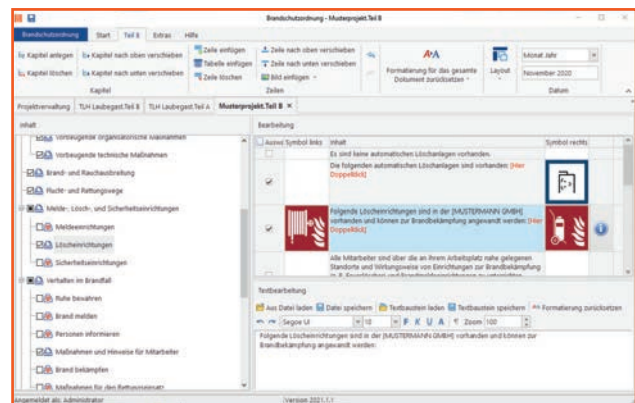 Brandschutzordnung - Musterprojekt.Teil B
Brandschutzordnung Start Teil B Extras Hilfe
Kapitel anlegen Kapitel nach oben verschieben
Kapitel löschen Kapitel nach unten verschieben
Kapitel
Zeile einfügen Zeile nach oben verschieben
Tabelle einfügen Zeile nach unten verschieben
Zeile löschen Bild einfügen
Zeilen
Formatierung für das gesamte
Dokument zurücksetzen
Layout
Monat Jahr
November 2020
Datum
Projektverwaltung TLH Laubegast.Teil B TLH Laubegast.Teil A Musterprojekt.Teil B
Inhalt
Vorbeugende organisatorische Maßnahmen
Vorbeugende technische Maßnahmen
Brand- und Rauchausbreitung
Flucht- und Rettungswege
Melde-, Lösch-, und Sicherheitseinrichtungen
Meldeeinrichtungen
Löscheinrichtungen
Sicherheitseinrichtungen
Verhalten im Brandfall
Ruhe bewahren
Brand melden
Personen informieren
Maßnahmen und Hinweise für Mitarbeiter
Brand bekämpfen
Maßnahmen für den Rettungseinsatz
Bearbeitung
Auswa Symbol links Inhalt Symbol rechts
Es sind keine automatischen Löschanlagen vorhanden.
Die folgenden automatischen Löschanlagen sind vorhanden: [Hier
Doppelklick]
Folgende Löscheinrichtungen sind in der [MUSTERMANN GMBH]
vorhanden und können zur Brandbekämpfung angewandt werden: [Hier
Doppelklick]
Alle Mitarbeiter sind über die an ihrem Arbeitsplatz nahe gelegenen
Standorte und Wirkungsweise von Einrichtungen zur Brandbekämpfung
Textbearbeitung
Aus Datei laden Datei speichern Textbaustein laden Textbaustein speichern Formatierung zurücksetzen
Segoe UI 10 F K U A ¶ Zoom 100
Folgende Löscheinrichtungen sind in der [MUSTERMANN GMBH] vorhanden und können zur
Brandbekämpfung angewandt werden:
Angemeldet als: Administrator Version 2021.1.1